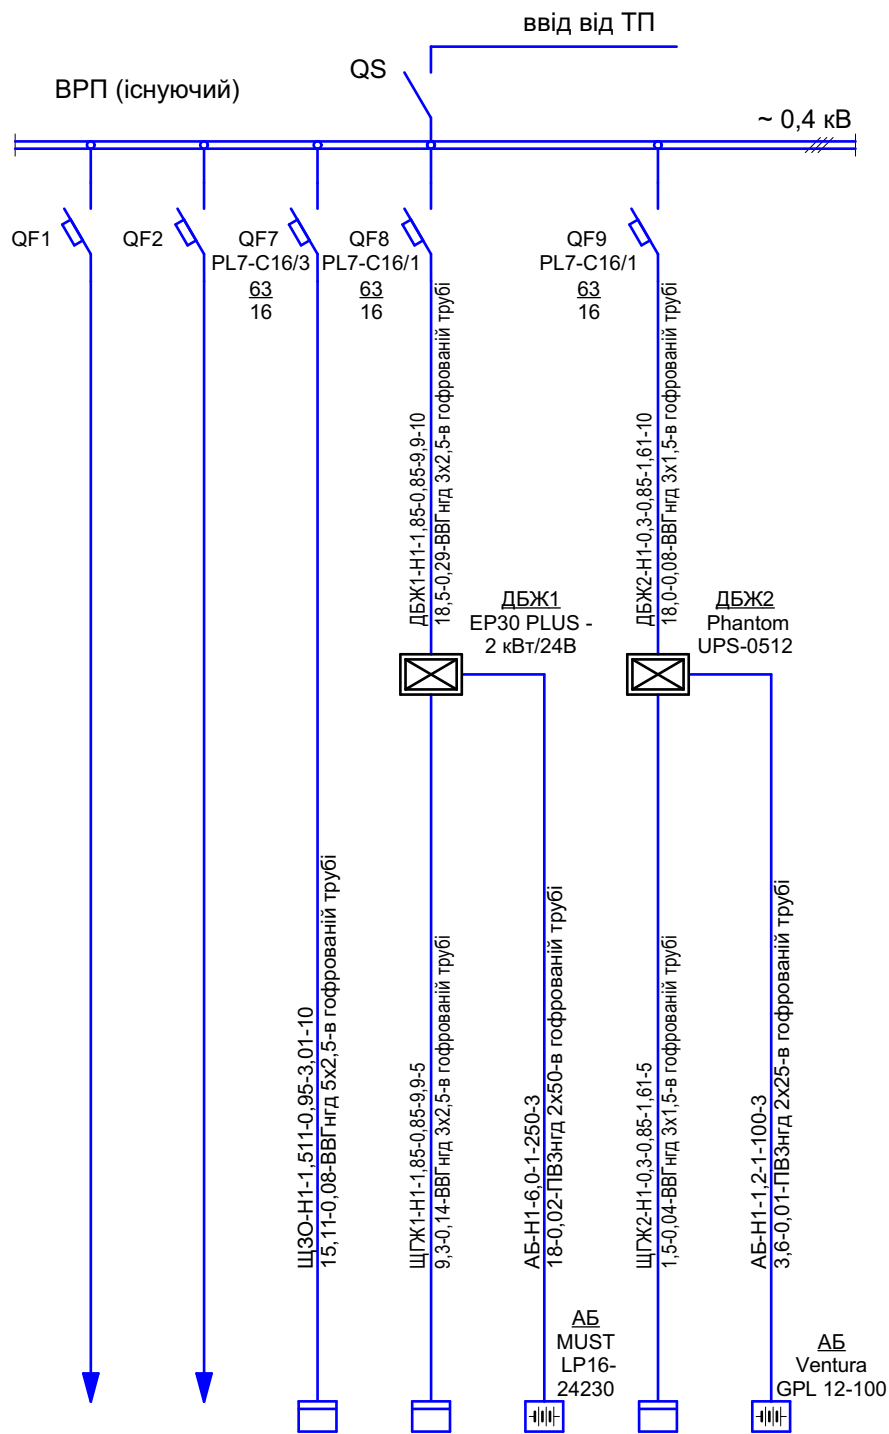 ввід від ТП
QS
ВРП (існуючий)
~ 0,4 кВ
QF1
QF2
QF7
PL7-C16/3
63
16
QF8
PL7-C16/1
63
16
QF9
PL7-C16/1
63
16
ДБЖ1-Н1-1,85-0,85-9,9-10
18,5-0,29-ВВГнгд 3х2,5-в гофрованій трубі
ДБЖ2-Н1-0,3-0,85-1,61-10
18,0-0,08-ВВГнгд 3х1,5-в гофрованій трубі
ДБЖ1
EP30 PLUS -
2 кВт/24В
ДБЖ2
Phantom
UPS-0512
ЩЗО-Н1-1,511-0,95-3,01-10
15,11-0,08-ВВГнгд 5х2,5-в гофрованій трубі
ЩГЖ1-Н1-1,85-0,85-9,9-5
9,3-0,14-ВВГнгд 3х2,5-в гофрованій трубі
АБ-Н1-6,0-1-250-3
18-0,02-ПВЗнгд 2х50-в гофрованій трубі
ЩГЖ2-Н1-0,3-0,85-1,61-5
1,5-0,04-ВВГнгд 3х1,5-в гофрованій трубі
АБ-Н1-1,2-1-100-3
3,6-0,01-ПВЗнгд 2х25-в гофрованій трубі
АБ
MUST
LP16-
24230
АБ
Ventura
GPL 12-100